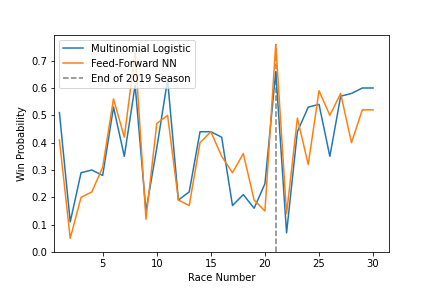 Multinomial Logistic
Feed-Forward NN
End of 2019 Season
Win Probability
0.7
0.6
0.5
0.4
0.3
0.2
0.1
0.0
5
10
15
20
25
30
Race Number